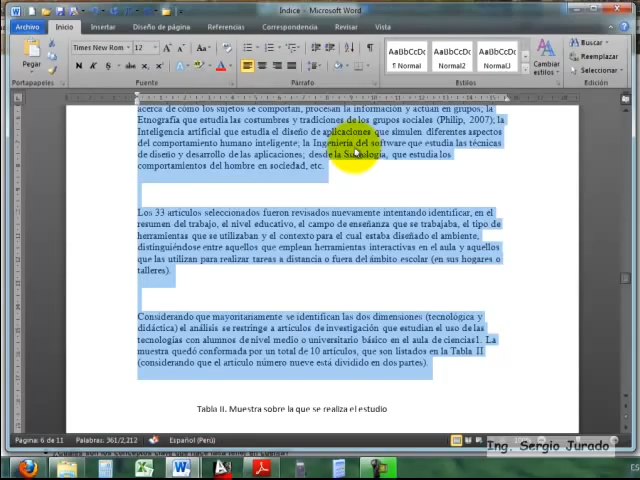 Índice - Microsoft Word
Archivo Inicio Insertar Diseño de página Referencias Correspondencia Revisar Vista
Times New Rom 12
Pegar
AaBbCcDc AaBbCcDc AaBbCcDc
¶ Normal Normal2 NormalJ
Cambiar estilos
Buscar
Reemplazar
Seleccionar
Portapapeles Fuente Párrafo Estilos Edición
acerca de cómo los sujetos se comportan, procesan la información y actúan en grupos; la
Etnografía que estudia las costumbres y tradiciones de los grupos sociales (Philip, 2007); la
Inteligencia artificial que estudia el diseño de aplicaciones que simulen diferentes aspectos
del comportamiento humano inteligente; la Ingeniería del software que estudia las técnicas
de diseño y desarrollo de las aplicaciones; desde la Sociología, que estudia los
comportamientos del hombre en sociedad, etc.
Los 33 artículos seleccionados fueron revisados nuevamente intentando identificar, en el
resumen del trabajo, el nivel educativo, el campo de enseñanza que se trabajaba, el tipo de
herramientas que se utilizaban y el contexto para el cual estaba diseñado el ambiente,
distinguiéndose entre aquellos que emplean herramientas interactivas en el aula y aquellos
que las utilizan para realizar tareas a distancia o fuera del ámbito escolar (en sus hogares o
talleres).
Considerando que mayoritariamente se identifican las dos dimensiones (tecnológica y
didáctica) el análisis se restringe a artículos de investigación que estudian el uso de las
tecnologías con alumnos de nivel medio o universitario básico en el aula de ciencias1. La
muestra quedó conformada por un total de 10 artículos, que son listados en la Tabla II
(considerando que el artículo número nueve está dividido en dos partes).
Tabla II. Muestra sobre la que se realiza el estudio
Página: 6 de 11 Palabras: 361/2,212 Español (Perú)
Ing. Sergio Jurado
ES